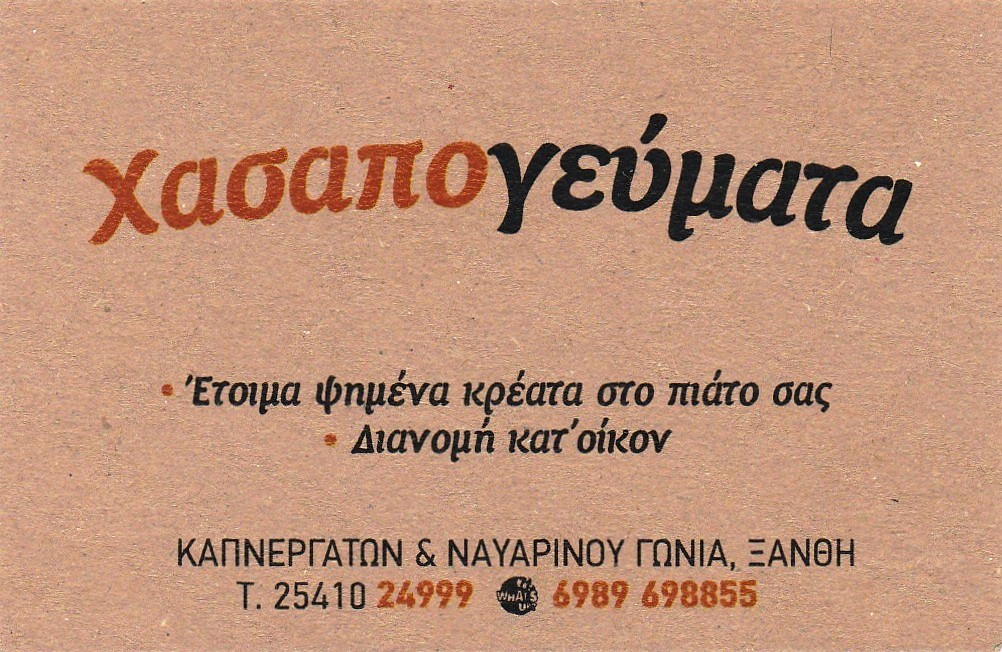 χασαπογεύματα
• Έτοιμα ψημένα κρέατα στο πιάτο σας
• Διανομή κατ'οίκον
ΚΑΠΝΕΡΓΑΤΩΝ & ΝΑΥΑΡΙΝΟΥ ΓΩΝΙΑ, ΞΑΝΘΗ
Τ. 25410 24999 WHAT'S UP? 6989 698855